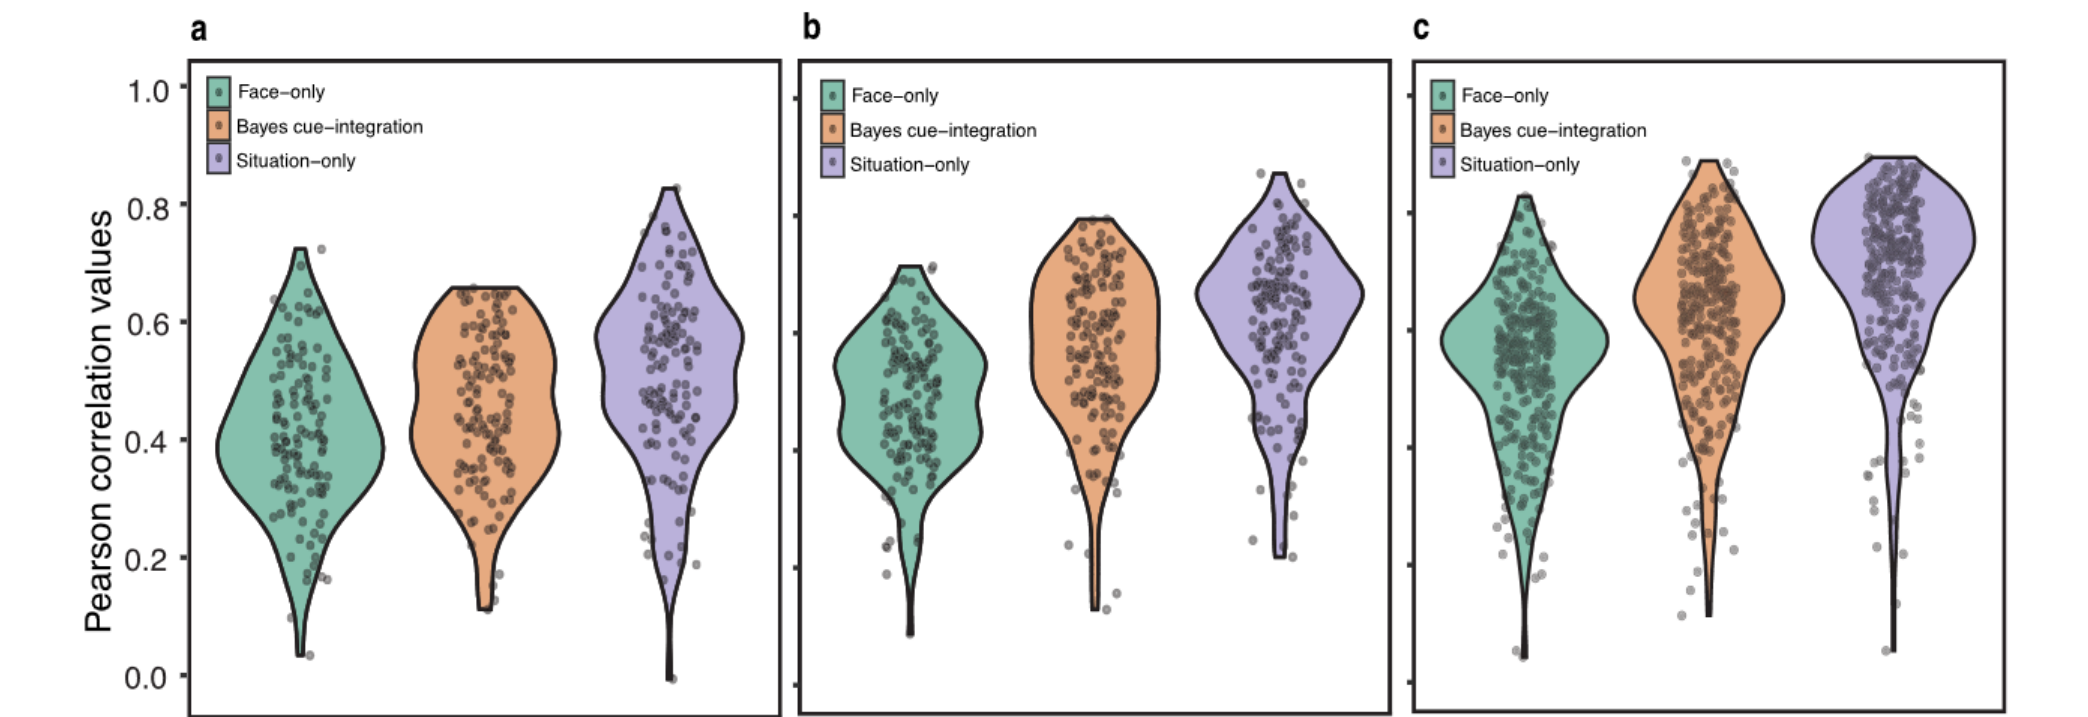 a
b
c
Pearson correlation values
1.0
0.8
0.6
0.4
0.2
0.0
Face−only
Bayes cue−integration
Situation−only
Face−only
Bayes cue−integration
Situation−only
Face−only
Bayes cue−integration
Situation−only